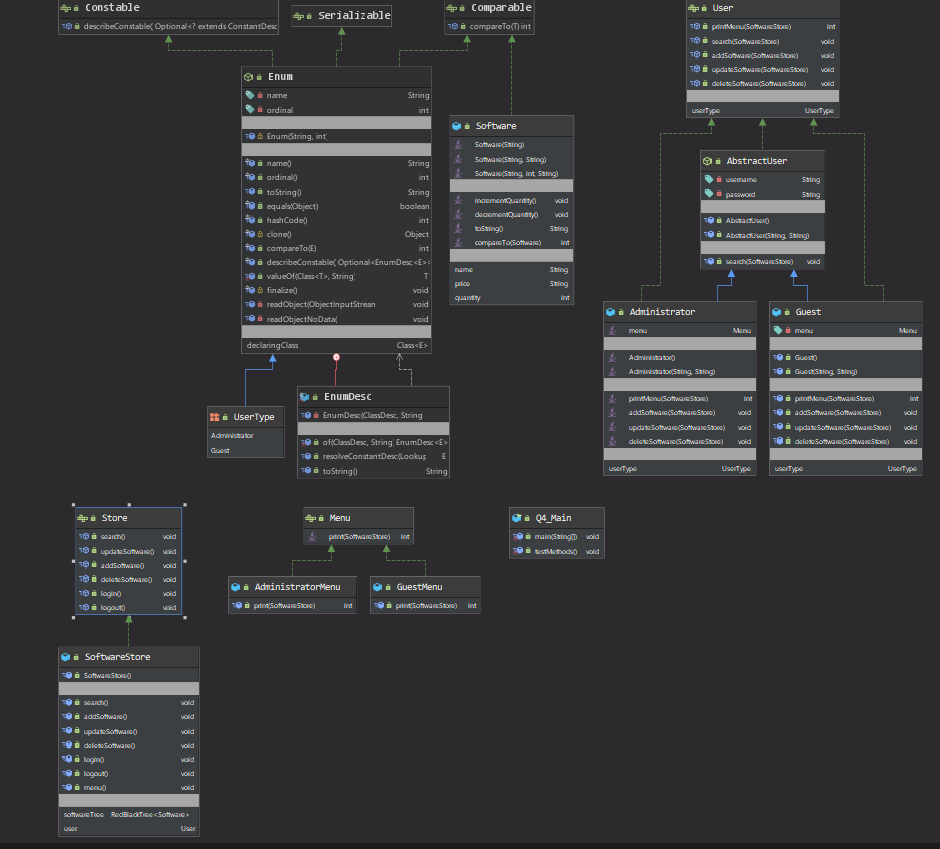 Constable
describeConstable( Optional<? extends ConstantDesc
Serializable
Comparable
compareTo(T) int
User
printMenu(SoftwareStore) int
search(SoftwareStore) void
addSoftware(SoftwareStore) void
updateSoftware(SoftwareStore) void
deleteSoftware(SoftwareStore) void
userType UserType
Enum
name String
ordinal int
Enum(String, int)
name() String
ordinal() int
toString() String
equals(Object) boolean
hashCode() int
clone() Object
compareTo(E) int
describeConstable( Optional<EnumDesc<E>>
valueOf(Class<T>, String) T
finalize() void
readObject(ObjectInputStrean void
readObjectNoData( void
declaringClass Class<E>
Software
Software(String)
Software(String, String)
Software(String, int, String)
incrementQuantity() void
decrementQuantity() void
toString() String
compareTo(Software) int
name String
price String
quantity int
AbstractUser
username String
password String
AbstractUser()
AbstractUser(String, String)
search(SoftwareStore) void
Administrator
menu Menu
Administrator()
Administrator(String, String)
printMenu(SoftwareStore) int
addSoftware(SoftwareStore) void
updateSoftware(SoftwareStore) void
deleteSoftware(SoftwareStore) void
userType UserType
Guest
menu Menu
Guest()
Guest(String, String)
printMenu(SoftwareStore) int
addSoftware(SoftwareStore) void
updateSoftware(SoftwareStore) void
deleteSoftware(SoftwareStore) void
userType UserType
UserType
Administrator
Guest
EnumDesc
EnumDesc(ClassDesc, String
of(ClassDesc, String) EnumDesc<E>
resolveConstantDesc(Lookup E
toString() String
Store
search() void
updateSoftware() void
addSoftware() void
deleteSoftware() void
login() void
logout() void
Menu
print(SoftwareStore) int
Q4_Main
main(String[]) void
testMethods() void
AdministratorMenu
print(SoftwareStore) int
GuestMenu
print(SoftwareStore) int
SoftwareStore
SoftwareStore()
search() void
addSoftware() void
updateSoftware() void
deleteSoftware() void
login() void
logout() void
menu() void
softwareTree RedBlackTree<Software>
user User